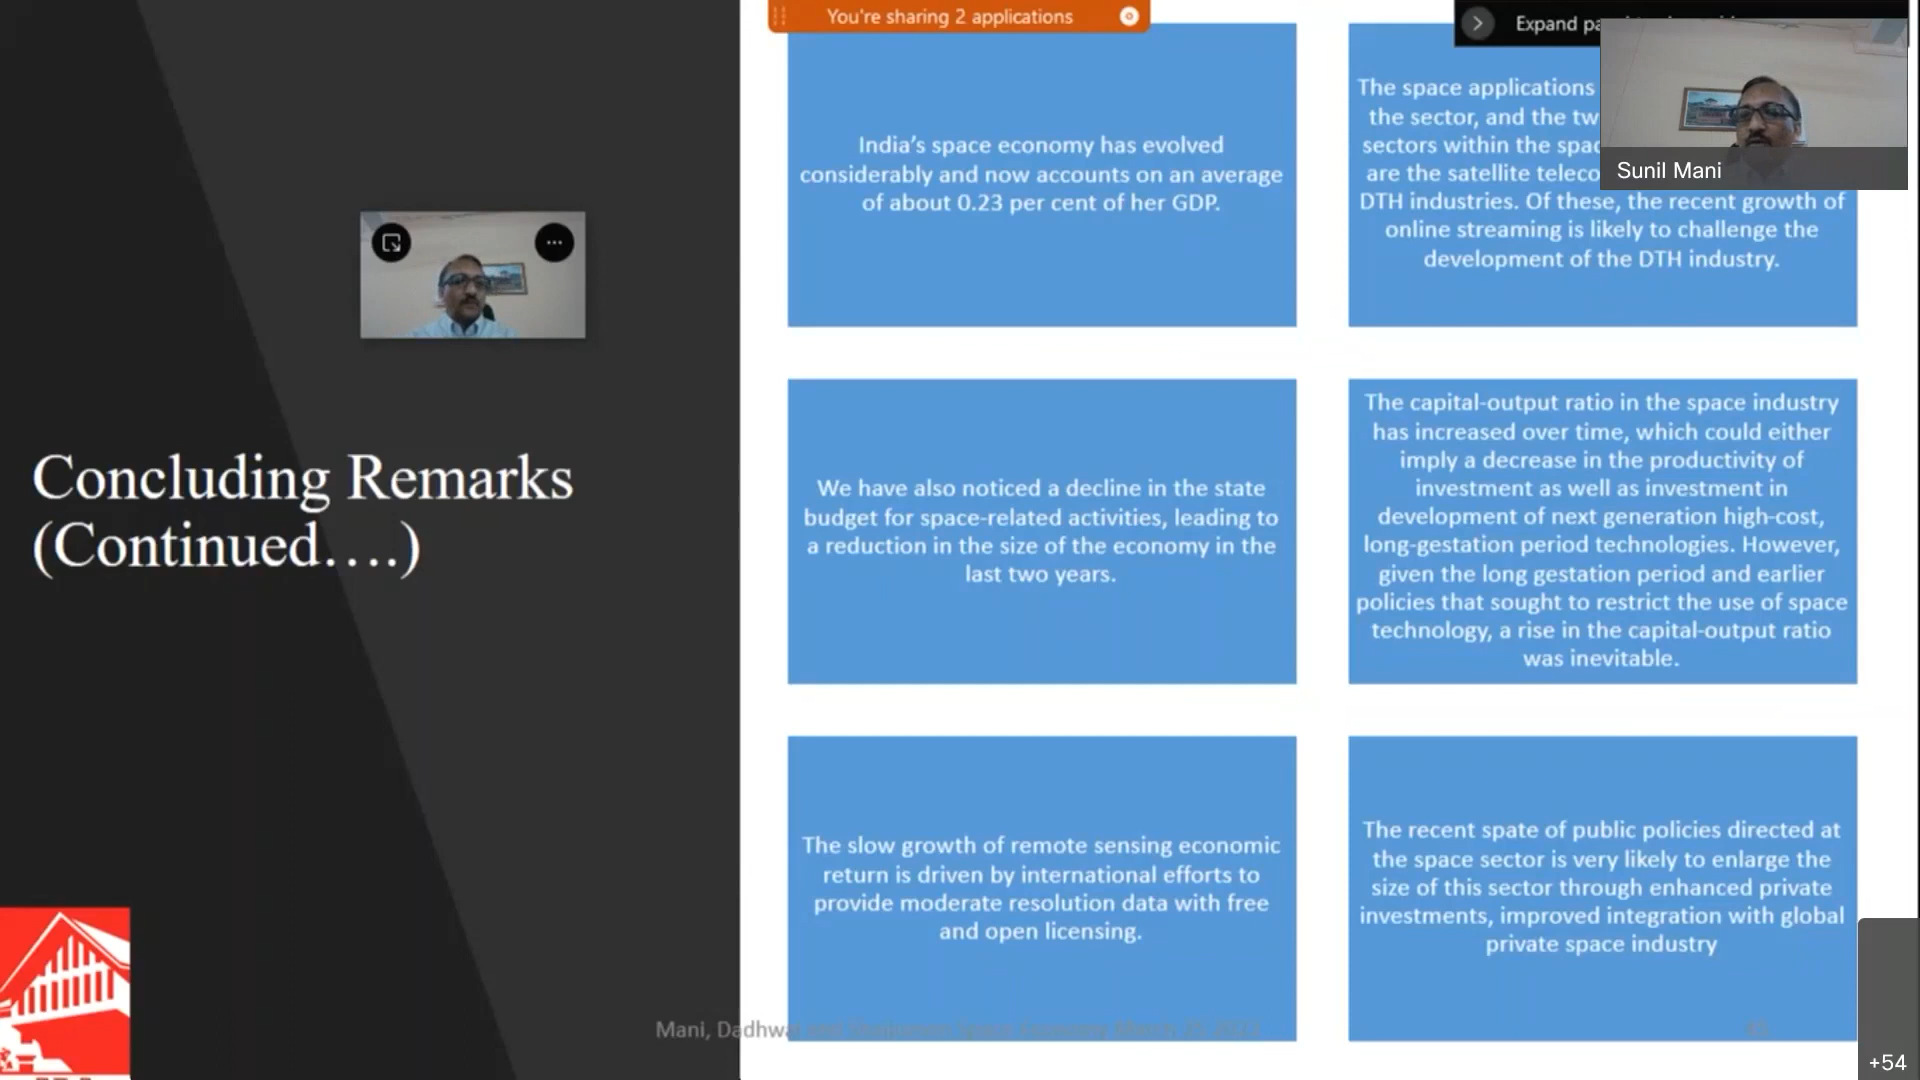 You're sharing 2 applications
Expand pa
Sunil Mani
Concluding Remarks
(Continued….)
India’s space economy has evolved
considerably and now accounts on an average
of about 0.23 per cent of her GDP.
The space applications
the sector, and the tw
sectors within the spac
are the satellite teleco
DTH industries. Of these, the recent growth of
online streaming is likely to challenge the
development of the DTH industry.
We have also noticed a decline in the state
budget for space-related activities, leading to
a reduction in the size of the economy in the
last two years.
The capital-output ratio in the space industry
has increased over time, which could either
imply a decrease in the productivity of
investment as well as investment in
development of next generation high-cost,
long-gestation period technologies. However,
given the long gestation period and earlier
policies that sought to restrict the use of space
technology, a rise in the capital-output ratio
was inevitable.
The slow growth of remote sensing economic
return is driven by international efforts to
provide moderate resolution data with free
and open licensing.
The recent spate of public policies directed at
the space sector is very likely to enlarge the
size of this sector through enhanced private
investments, improved integration with global
private space industry
Mani, Dadhwa
+54